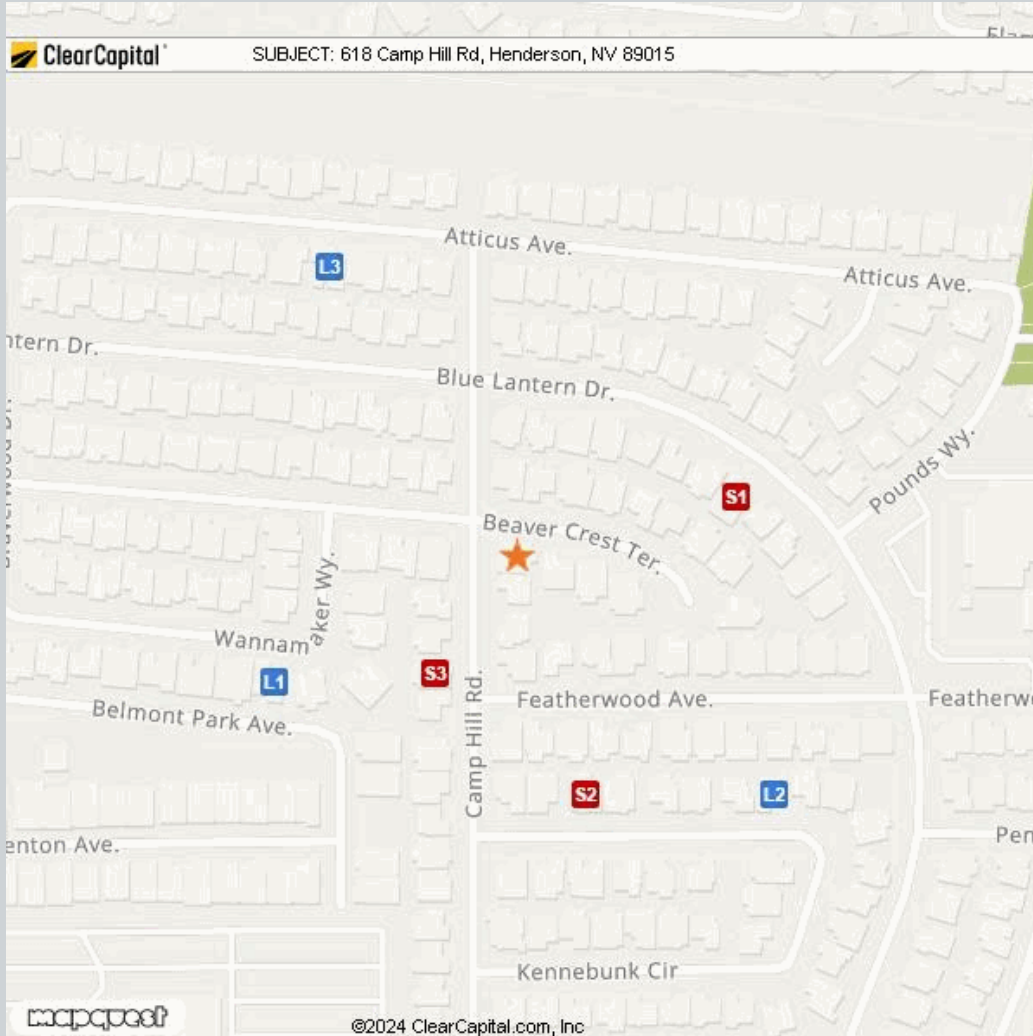 ClearCapital
SUBJECT: 618 Camp Hill Rd, Henderson, NV 89015
Atticus Ave.
L3
Atticus Ave.
ntern Dr.
Blue Lantern Dr.
Pounds Wy.
S1
Beaver Crest Ter.
aker Wy.
Wannam
S3
L1
Camp Hill Rd.
Featherwood Ave.
Featherwo
Belmont Park Ave.
S2
L2
enton Ave.
Pen
Kennebunk Cir
mapquest
©2024 ClearCapital.com, Inc